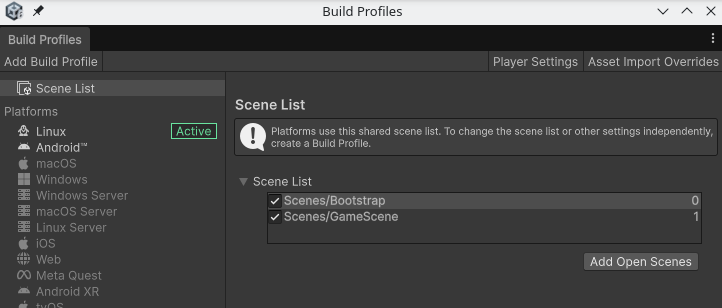 Build Profiles
Build Profiles
Add Build Profile
Player Settings
Asset Import Overrides
Scene List
Platforms
Linux
Active
Android™
macOS
Windows
Windows Server
macOS Server
Linux Server
iOS
Web
Meta Quest
Android XR
tvOS
Scene List
Platforms use this shared scene list. To change the scene list or other settings independently,
create a Build Profile.
Scene List
Scenes/Bootstrap 0
Scenes/GameScene 1
Add Open Scenes